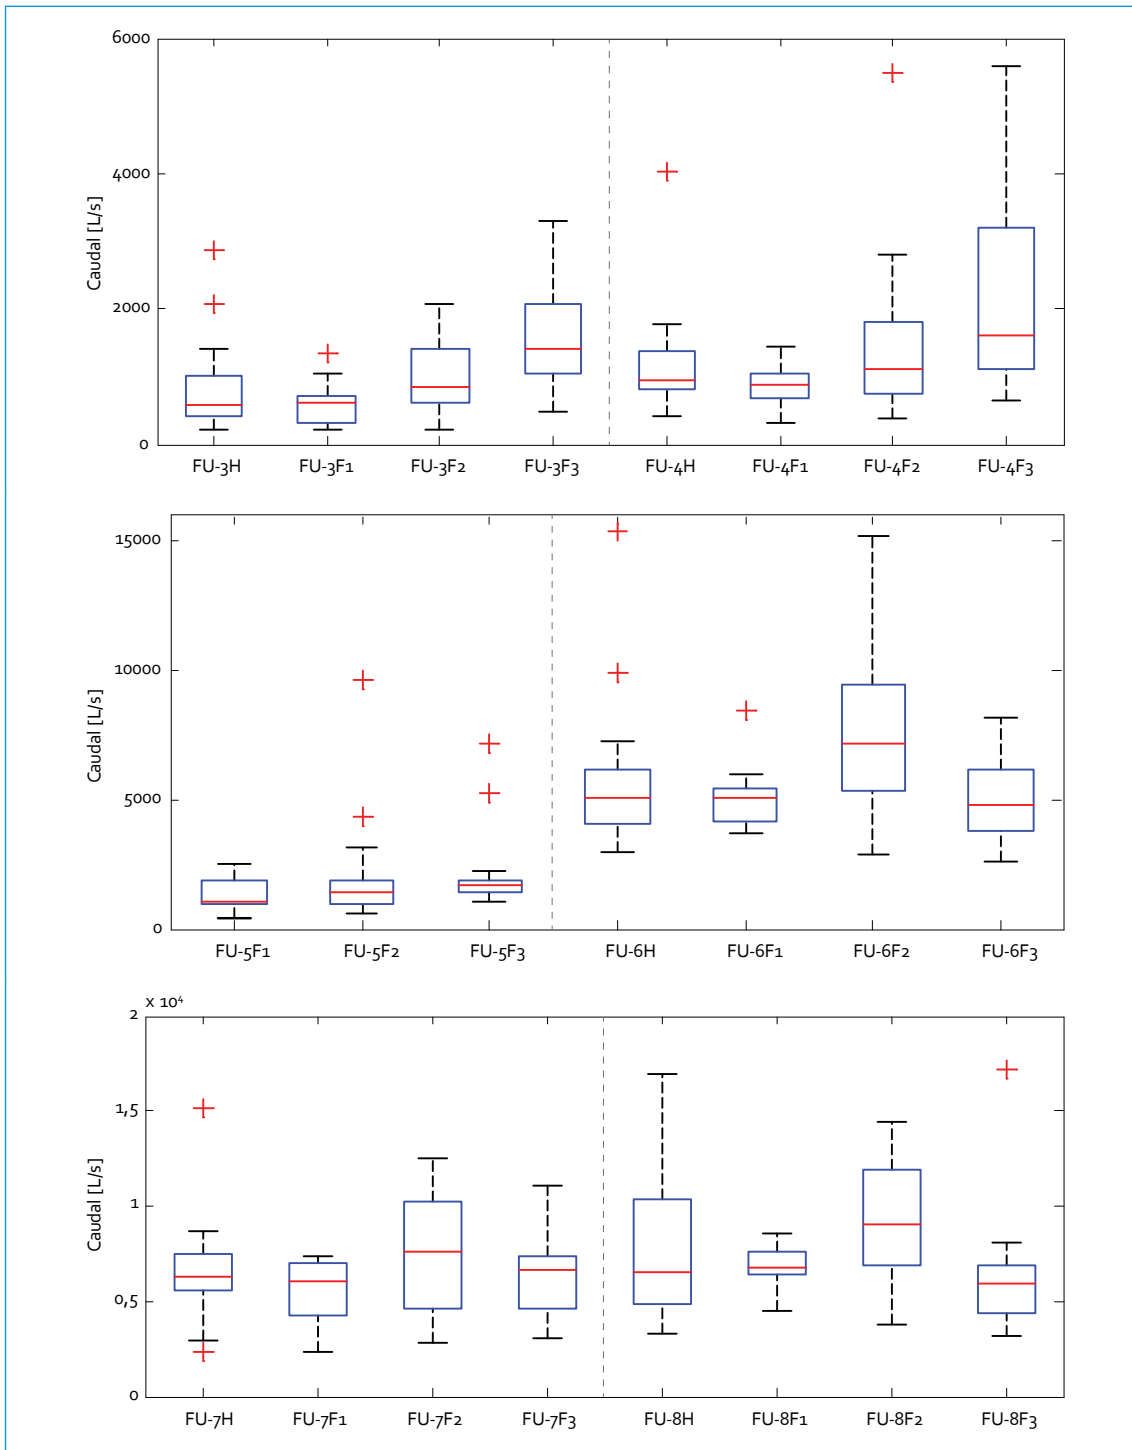 6000
4000
2000
0
Caudal [L/s]
FU-3H FU-3F1 FU-3F2 FU-3F3 FU-4H FU-4F1 FU-4F2 FU-4F3
15000
10000
5000
0
Caudal [L/s]
FU-5F1 FU-5F2 FU-5F3 FU-6H FU-6F1 FU-6F2 FU-6F3
x 10⁴
2
1,5
1
0,5
0
Caudal [L/s]
FU-7H FU-7F1 FU-7F2 FU-7F3 FU-8H FU-8F1 FU-8F2 FU-8F3